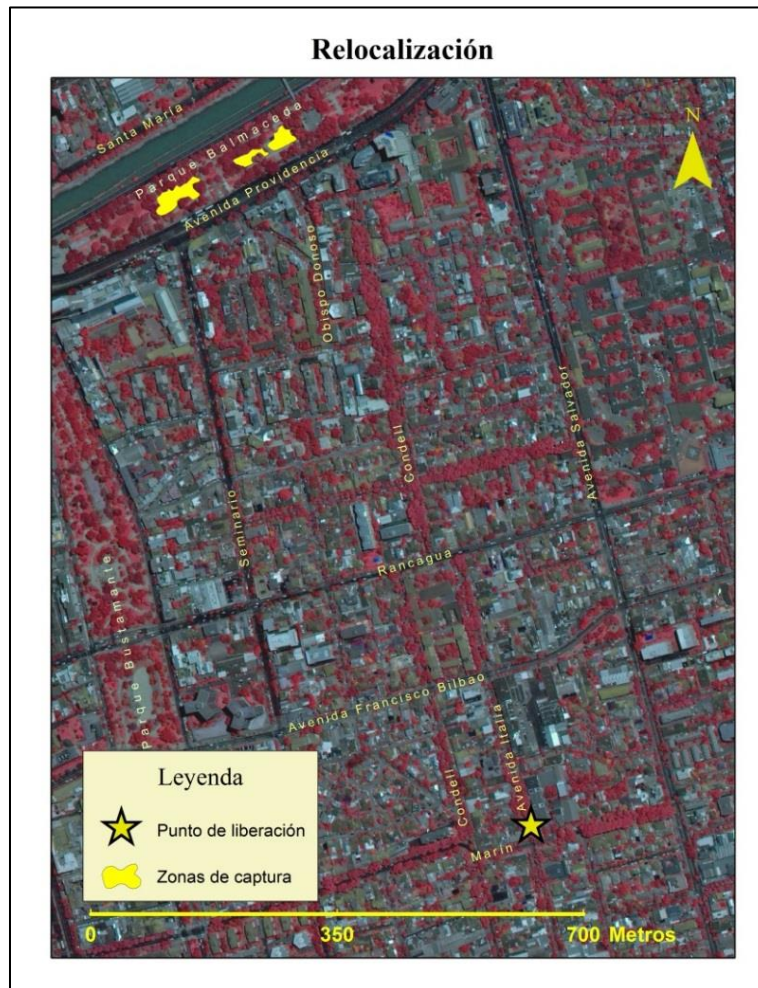 Relocalización
N
Santa María
Parque Balmaceda
Avenida Providencia
Obispo Donoso
Condell
Avenida Salvador
Seminario
Rancagua
Parque Bustamante
Avenida Francisco Bilbao
Avenida Italia
Condell
Marín
Leyenda
Punto de liberación
Zonas de captura
0 350 700 Metros